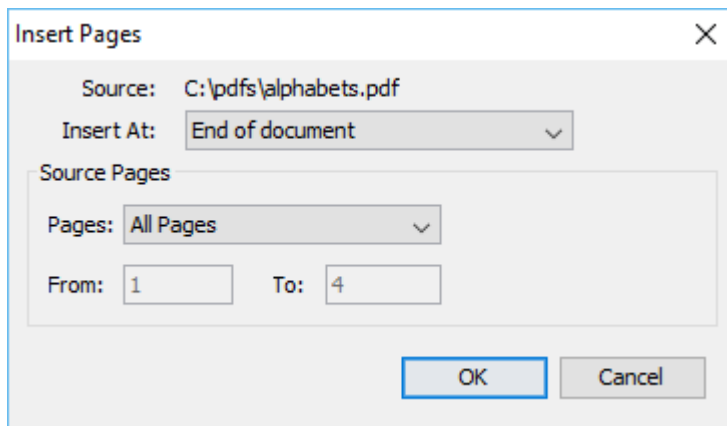 Insert Pages
Source: C:\pdfs\alphabets.pdf
Insert At: End of document
Source Pages
Pages: All Pages
From: 1 To: 4
OK Cancel